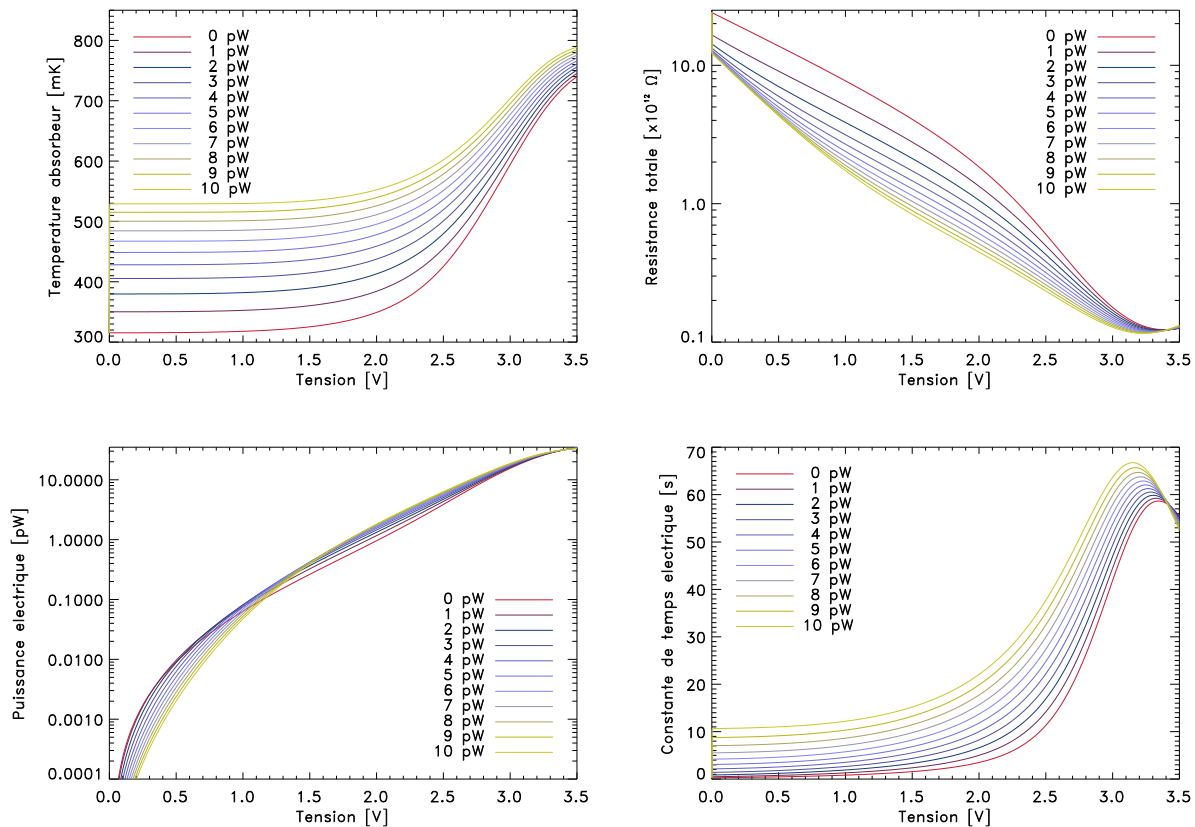 Temperature absorbeur [mK]
800
700
600
500
400
300
0 pW
1 pW
2 pW
3 pW
4 pW
5 pW
6 pW
7 pW
8 pW
9 pW
10 pW
0.0 0.5 1.0 1.5 2.0 2.5 3.0 3.5
Tension [V]
Resistance totale [x10¹² Ω]
10.0
1.0
0.1
0 pW
1 pW
2 pW
3 pW
4 pW
5 pW
6 pW
7 pW
8 pW
9 pW
10 pW
0.0 0.5 1.0 1.5 2.0 2.5 3.0 3.5
Tension [V]
Puissance electrique [pW]
10.0000
1.0000
0.1000
0.0100
0.0010
0.0001
0 pW
1 pW
2 pW
3 pW
4 pW
5 pW
6 pW
7 pW
8 pW
9 pW
10 pW
0.0 0.5 1.0 1.5 2.0 2.5 3.0 3.5
Tension [V]
Constante de temps electrique [s]
70
60
50
40
30
20
10
0
0 pW
1 pW
2 pW
3 pW
4 pW
5 pW
6 pW
7 pW
8 pW
9 pW
10 pW
0.0 0.5 1.0 1.5 2.0 2.5 3.0 3.5
Tension [V]